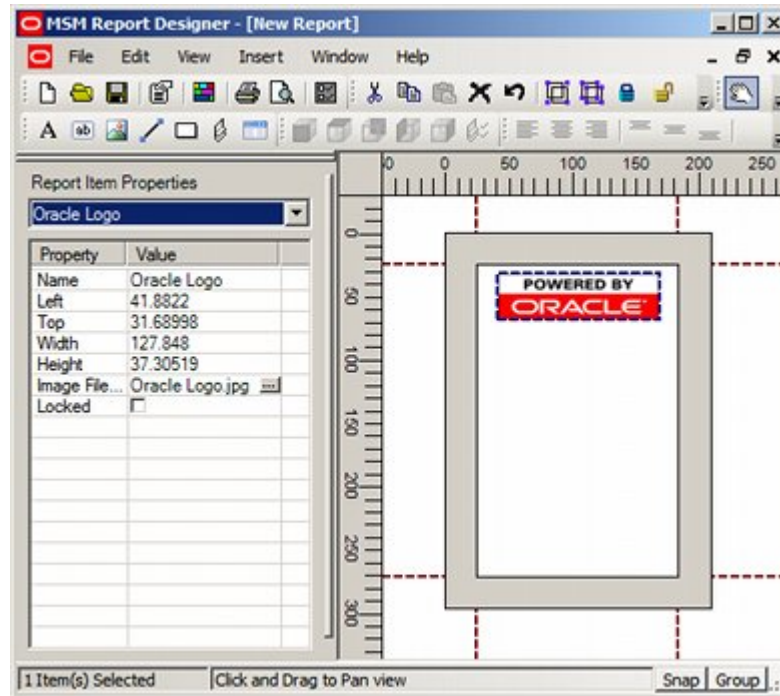 MSM Report Designer - [New Report]
File Edit View Insert Window Help
A ab
Report Item Properties
Oracle Logo
Property Value
Name Oracle Logo
Left 41.8822
Top 31.68998
Width 127.848
Height 37.30519
Image File... Oracle Logo.jpg ...
Locked
0 0 50 100 150 200 250
0
50
100
150
200
250
300
POWERED BY
ORACLE
1 Item(s) Selected Click and Drag to Pan view Snap Group